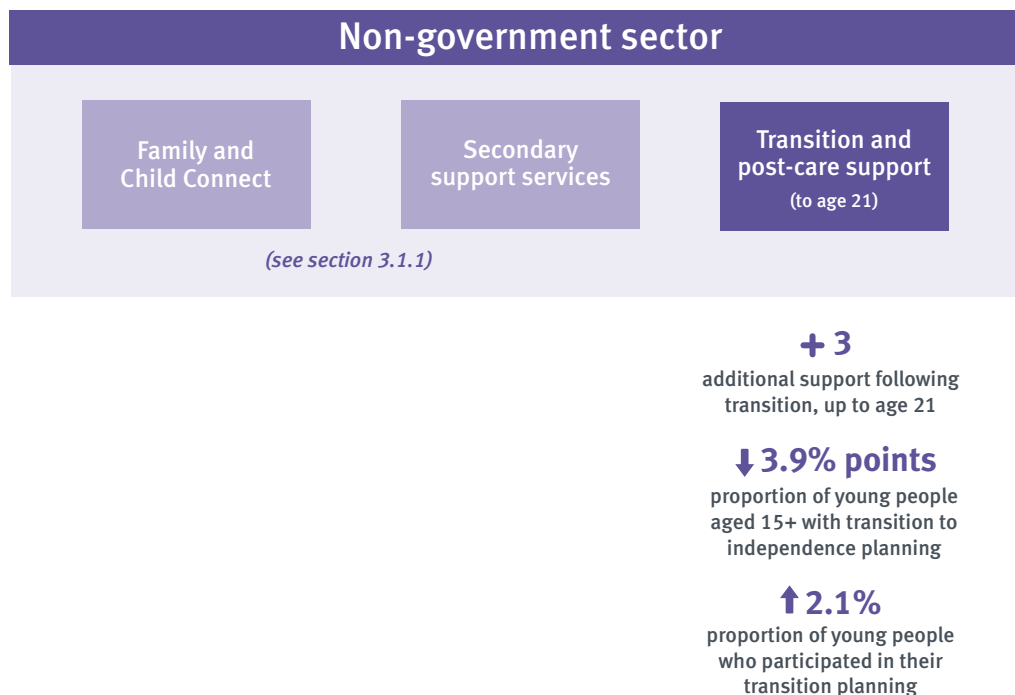 Non-government sector
Family and
Child Connect
Secondary
support services
Transition and
post-care support
(to age 21)
(see section 3.1.1)
+ 3
additional support following
transition, up to age 21
3.9% points
proportion of young people
aged 15+ with transition to
independence planning
2.1%
proportion of young people
who participated in their
transition planning